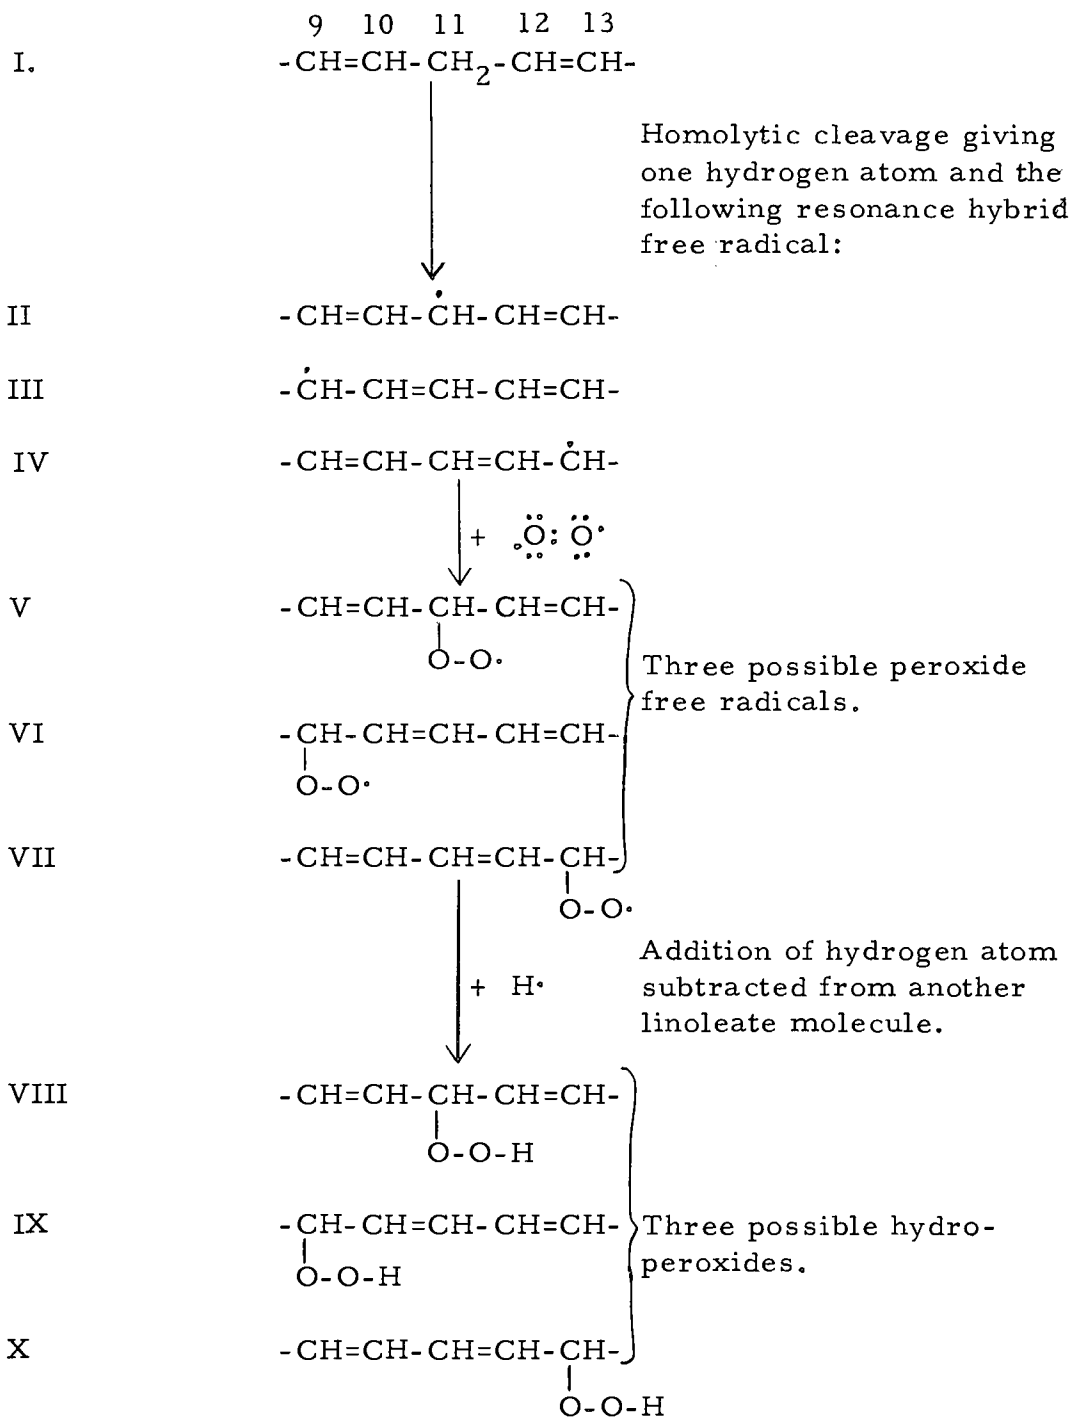 9 10 11 12 13
I. -CH=CH-CH2-CH=CH-
Homolytic cleavage giving
one hydrogen atom and the
following resonance hybrid
free radical:
II -CH=CH-ĊH-CH=CH-
III -ĊH-CH=CH-CH=CH-
IV -CH=CH-CH=CH-ĊH-
+ .Ö:Ö.
V -CH=CH-CH-CH=CH-
O-O·
Three possible peroxide
free radicals.
VI -CH-CH=CH-CH=CH-
O-O·
VII -CH=CH-CH=CH-CH-
O-O·
Addition of hydrogen atom
subtracted from another
linoleate molecule.
+ H·
VIII -CH=CH-CH-CH=CH-
O-O-H
IX -CH-CH=CH-CH=CH-
O-O-H
Three possible hydro-
peroxides.
X -CH=CH-CH=CH-CH-
O-O-H